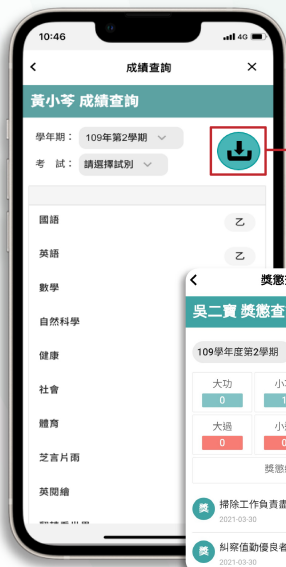 10:46
4G
成績查詢
黃小芩 成績查詢
學年期： 109年第2學期
考　試： 請選擇試別
國語 乙
英語 乙
數學
自然科學
健康
社會
體育
芝言片雨
英閱繪
獎懲
吳二寶 獎懲查
109學年度第2學期
大功
0
大過 小
0 0
獎懲
獎 掃除工作負責
2021-03-30
獎 糾察值勤優良者
2021-03-30